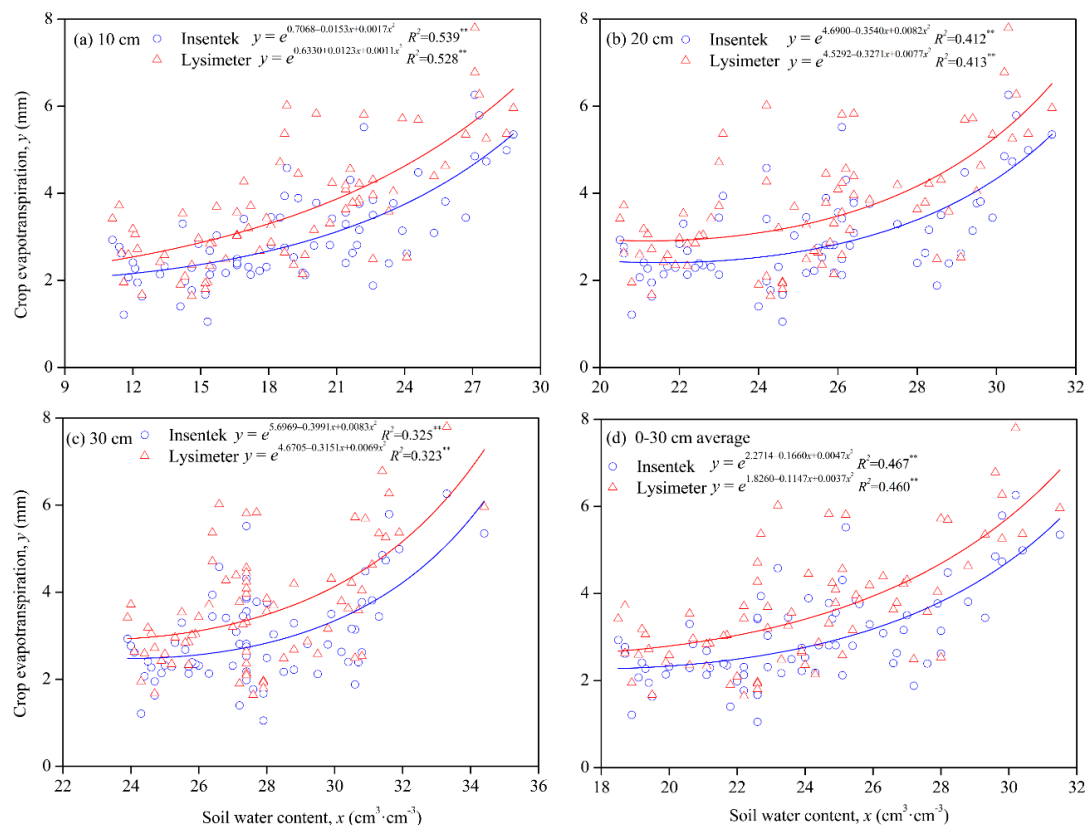 (a) 10 cm
Insentek y = e^0.7068–0.0153x+0.0017x² R²=0.539**
Lysimeter y = e^0.6330+0.0123x+0.0011x² R²=0.528**
(b) 20 cm
Insentek y = e^4.6900–0.3540x+0.0082x² R²=0.412**
Lysimeter y = e^4.5292–0.3271x+0.0077x² R²=0.413**
Crop evapotranspiration, y (mm)
8
6
4
2
0
9 12 15 18 21 24 27 30
8
6
4
2
0
20 22 24 26 28 30 32
(c) 30 cm
Insentek y = e^5.6969–0.3991x+0.0083x² R²=0.325**
Lysimeter y = e^4.6705–0.3151x+0.0069x² R²=0.323**
(d) 0-30 cm average
Insentek y = e^2.2714–0.1660x+0.0047x² R²=0.467**
Lysimeter y = e^1.8260–0.1147x+0.0037x² R²=0.460**
Crop evapotranspiration, y (mm)
8
6
4
2
0
22 24 26 28 30 32 34 36
8
6
4
2
0
18 20 22 24 26 28 30 32
Soil water content, x (cm³·cm⁻³)
Soil water content, x (cm³·cm⁻³)